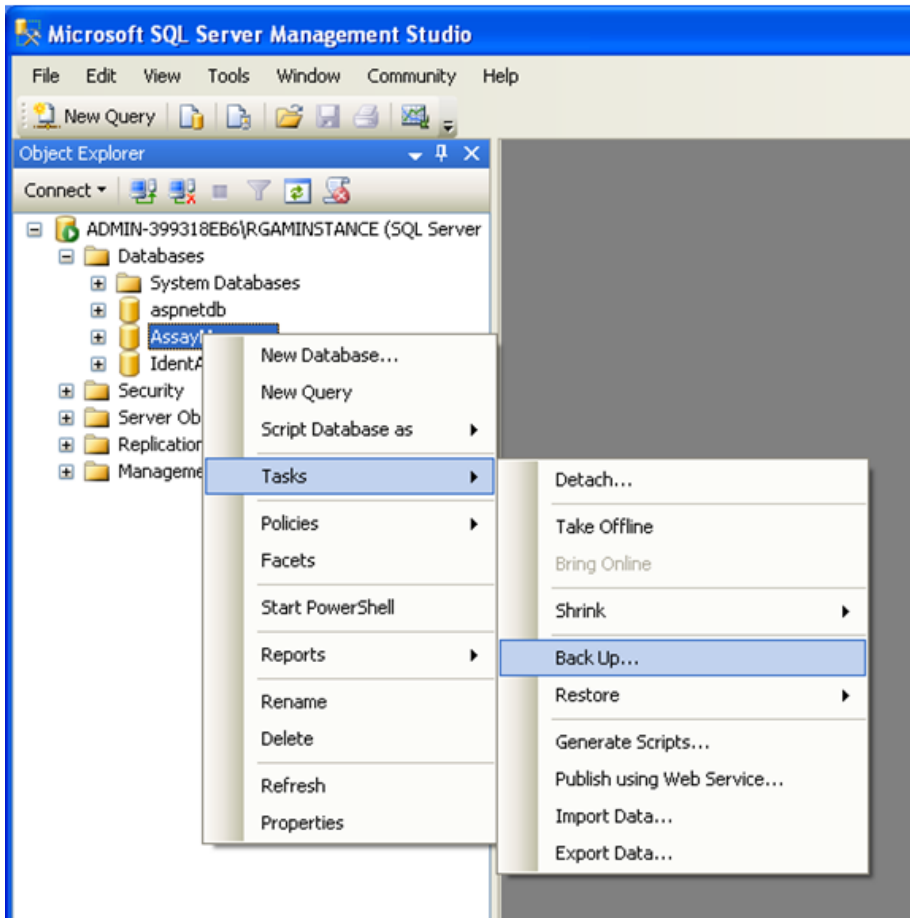 Microsoft SQL Server Management Studio
File Edit View Tools Window Community Help
New Query
Object Explorer
Connect
ADMIN-399318EB6\RGAMINSTANCE (SQL Server
Databases
System Databases
aspnetdb
Security
New Database...
New Query
Script Database as
Tasks
Policies
Facets
Start PowerShell
Reports
Rename
Delete
Refresh
Properties
Detach...
Take Offline
Bring Online
Shrink
Back Up...
Restore
Generate Scripts...
Publish using Web Service...
Import Data...
Export Data...